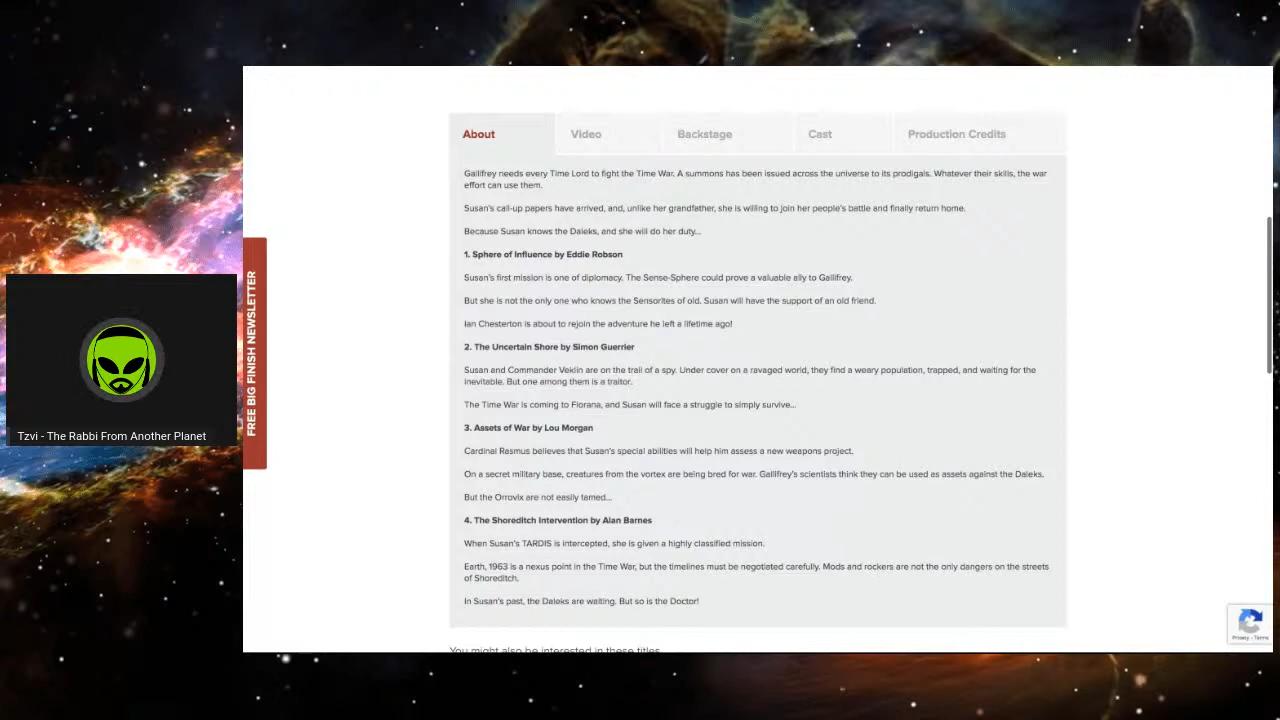 About
Video
Backstage
Cast
Production Credits
Gallifrey needs every Time Lord to fight the Time War. A summons has been issued across the universe to its prodigals. Whatever their skills, the war
effort can use them.
Susan's call-up papers have arrived, and, unlike her grandfather, she is willing to join her people's battle and finally return home.
Because Susan knows the Daleks, and she will do her duty...
1. Sphere of Influence by Eddie Robson
Susan's first mission is one of diplomacy. The Sense-Sphere could prove a valuable ally to Gallifrey.
But she is not the only one who knows the Sensorites of old. Susan will have the support of an old friend.
Ian Chesterton is about to rejoin the adventure he left a lifetime ago!
2. The Uncertain Shore by Simon Guerrier
Susan and Commander Veklin are on the trail of a spy. Under cover on a ravaged world, they find a weary population, trapped, and waiting for the
inevitable. But one among them is a traitor.
The Time War is coming to Florana, and Susan will face a struggle to simply survive...
3. Assets of War by Lou Morgan
Cardinal Rasmus believes that Susan's special abilities will help him assess a new weapons project.
On a secret military base, creatures from the vortex are being bred for war. Gallifrey's scientists think they can be used as assets against the Daleks.
But the Orrovix are not easily tamed...
4. The Shoreditch Intervention by Alan Barnes
When Susan's TARDIS is intercepted, she is given a highly classified mission.
Earth, 1963 is a nexus point in the Time War, but the timelines must be negotiated carefully. Mods and rockers are not the only dangers on the streets
of Shoreditch.
In Susan's past, the Daleks are waiting. But so is the Doctor!
You might also be interested in these titles
FREE BIG FINISH NEWSLETTER
Tzvi - The Rabbi From Another Planet
Privacy - Terms